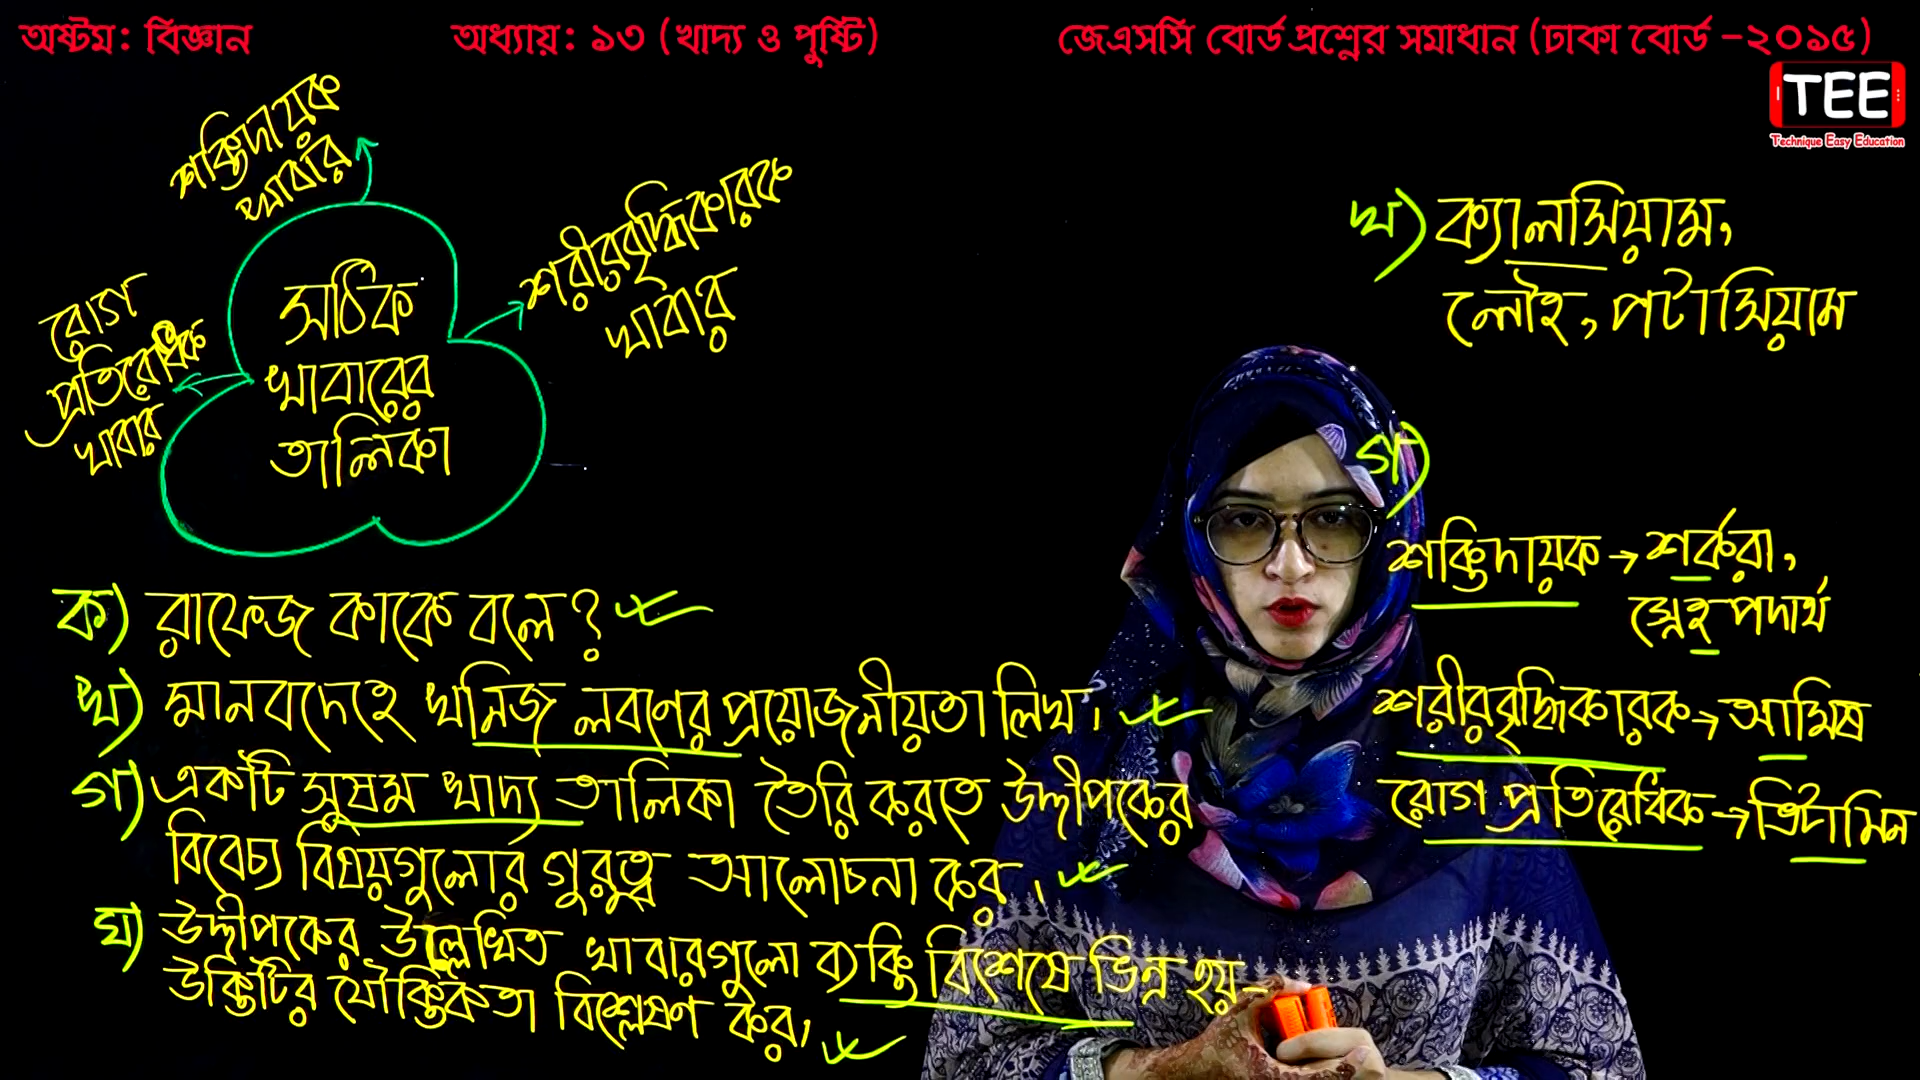 অষ্টম: বিজ্ঞান
অধ্যায়: ১৩ (খাদ্য ও পুষ্টি)
জেএসসি বোর্ড প্রশ্নের সমাধান (ঢাকা বোর্ড -২০১৫)
TEE
Technique Easy Education
শক্তিদায়ক
খাবার
শরীরবৃদ্ধিকারক
খাবার
রোগ
প্রতিরোধিক
খাবার
সঠিক
খাবারের
তালিকা
ক) রাফেজ কাকে বলে?
খ) মানবদেহে খনিজ লবণের প্রয়োজনীয়তা লিখ।
গ) একটি সুষম খাদ্য তালিকা তৈরি করতে উদ্দীপকের
বিবেচ্য বিষয়গুলোর গুরুত্ব আলোচনা কর।
ঘ) উদ্দীপকের উল্লেখিত খাবারগুলো ব্যক্তি বিশেষে ভিন্ন হয়-
উক্তিটির যৌক্তিকতা বিশ্লেষণ কর।
খ) ক্যালসিয়াম,
লৌহ, পটাসিয়াম
গ)
শক্তিদায়ক → শর্করা,
স্নেহ পদার্থ
শরীরবৃদ্ধিকারক → আমিষ
রোগ প্রতিরোধিক → ভিটামিন